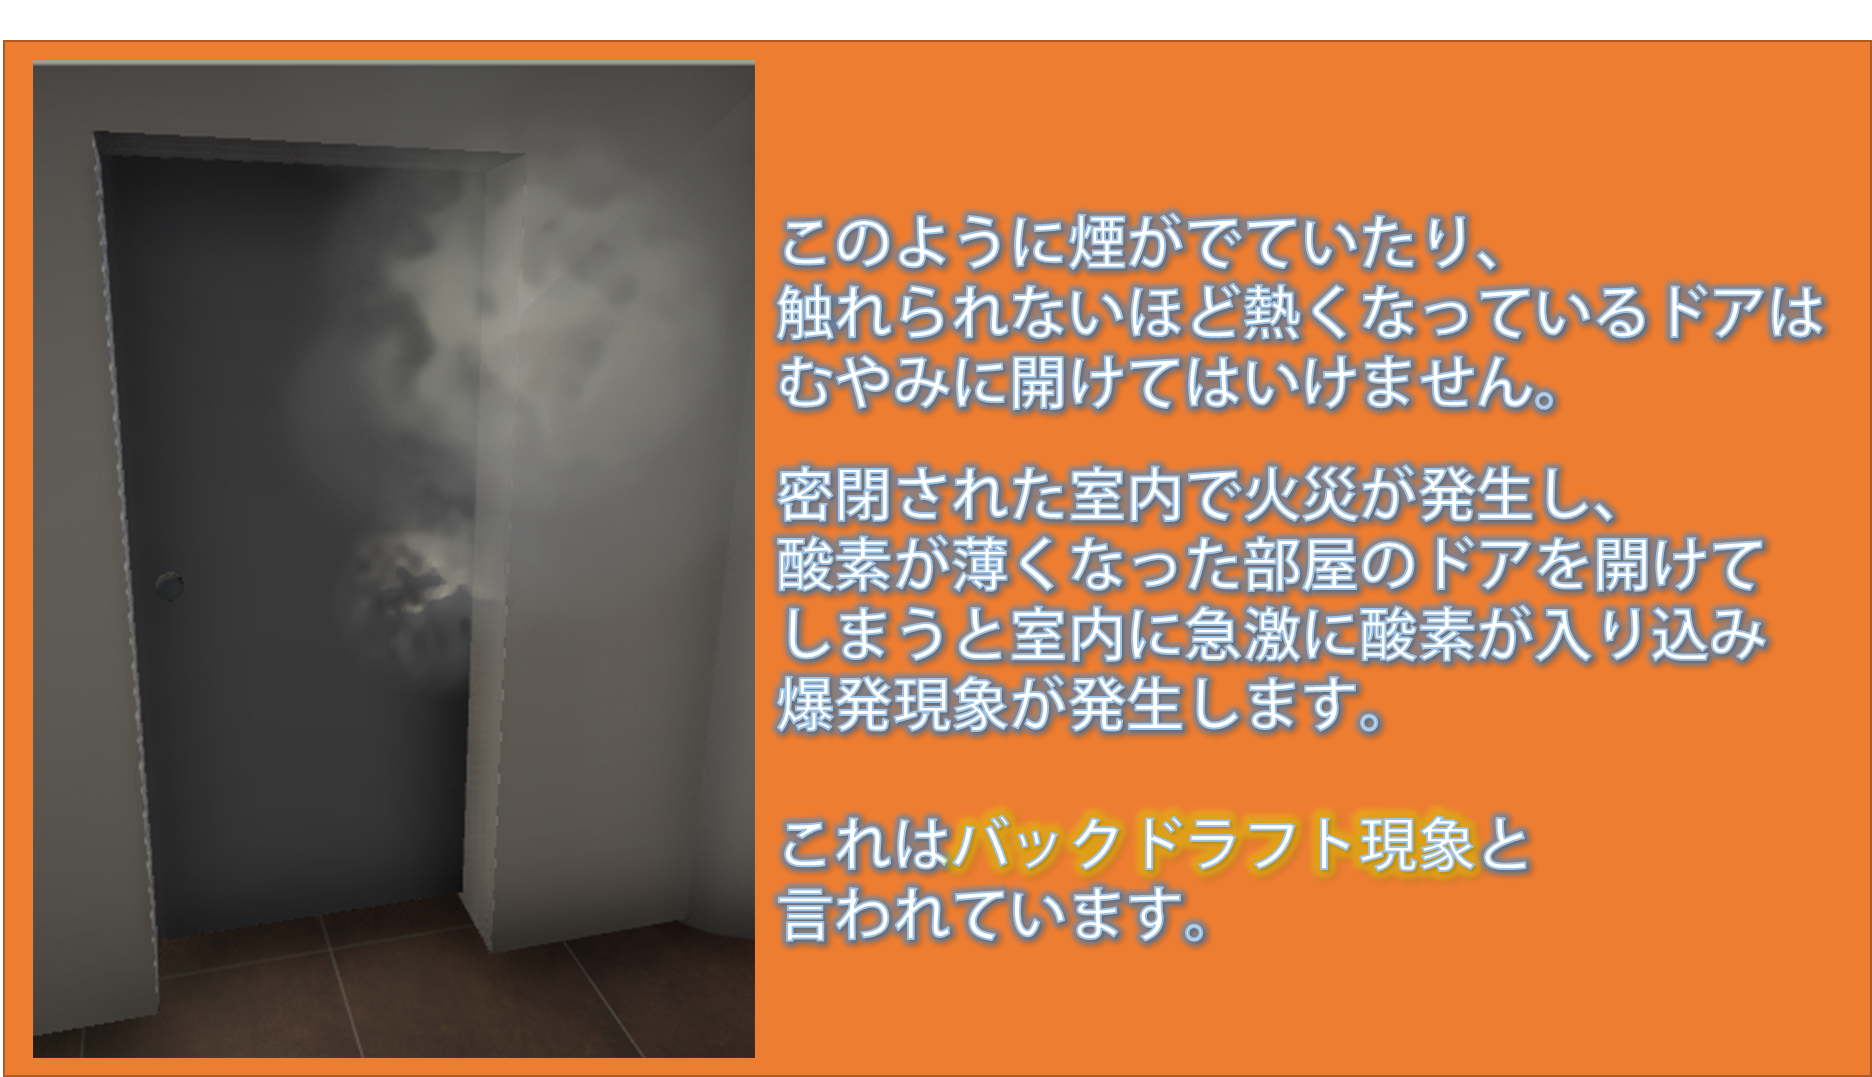 このように煙がでていたり、
触れられないほど熱くなっているドアは
むやみに開けてはいけません。
密閉された室内で火災が発生し、
酸素が薄くなった部屋のドアを開けて
しまうと室内に急激に酸素が入り込み
爆発現象が発生します。
これはバックドラフト現象と
言われています。